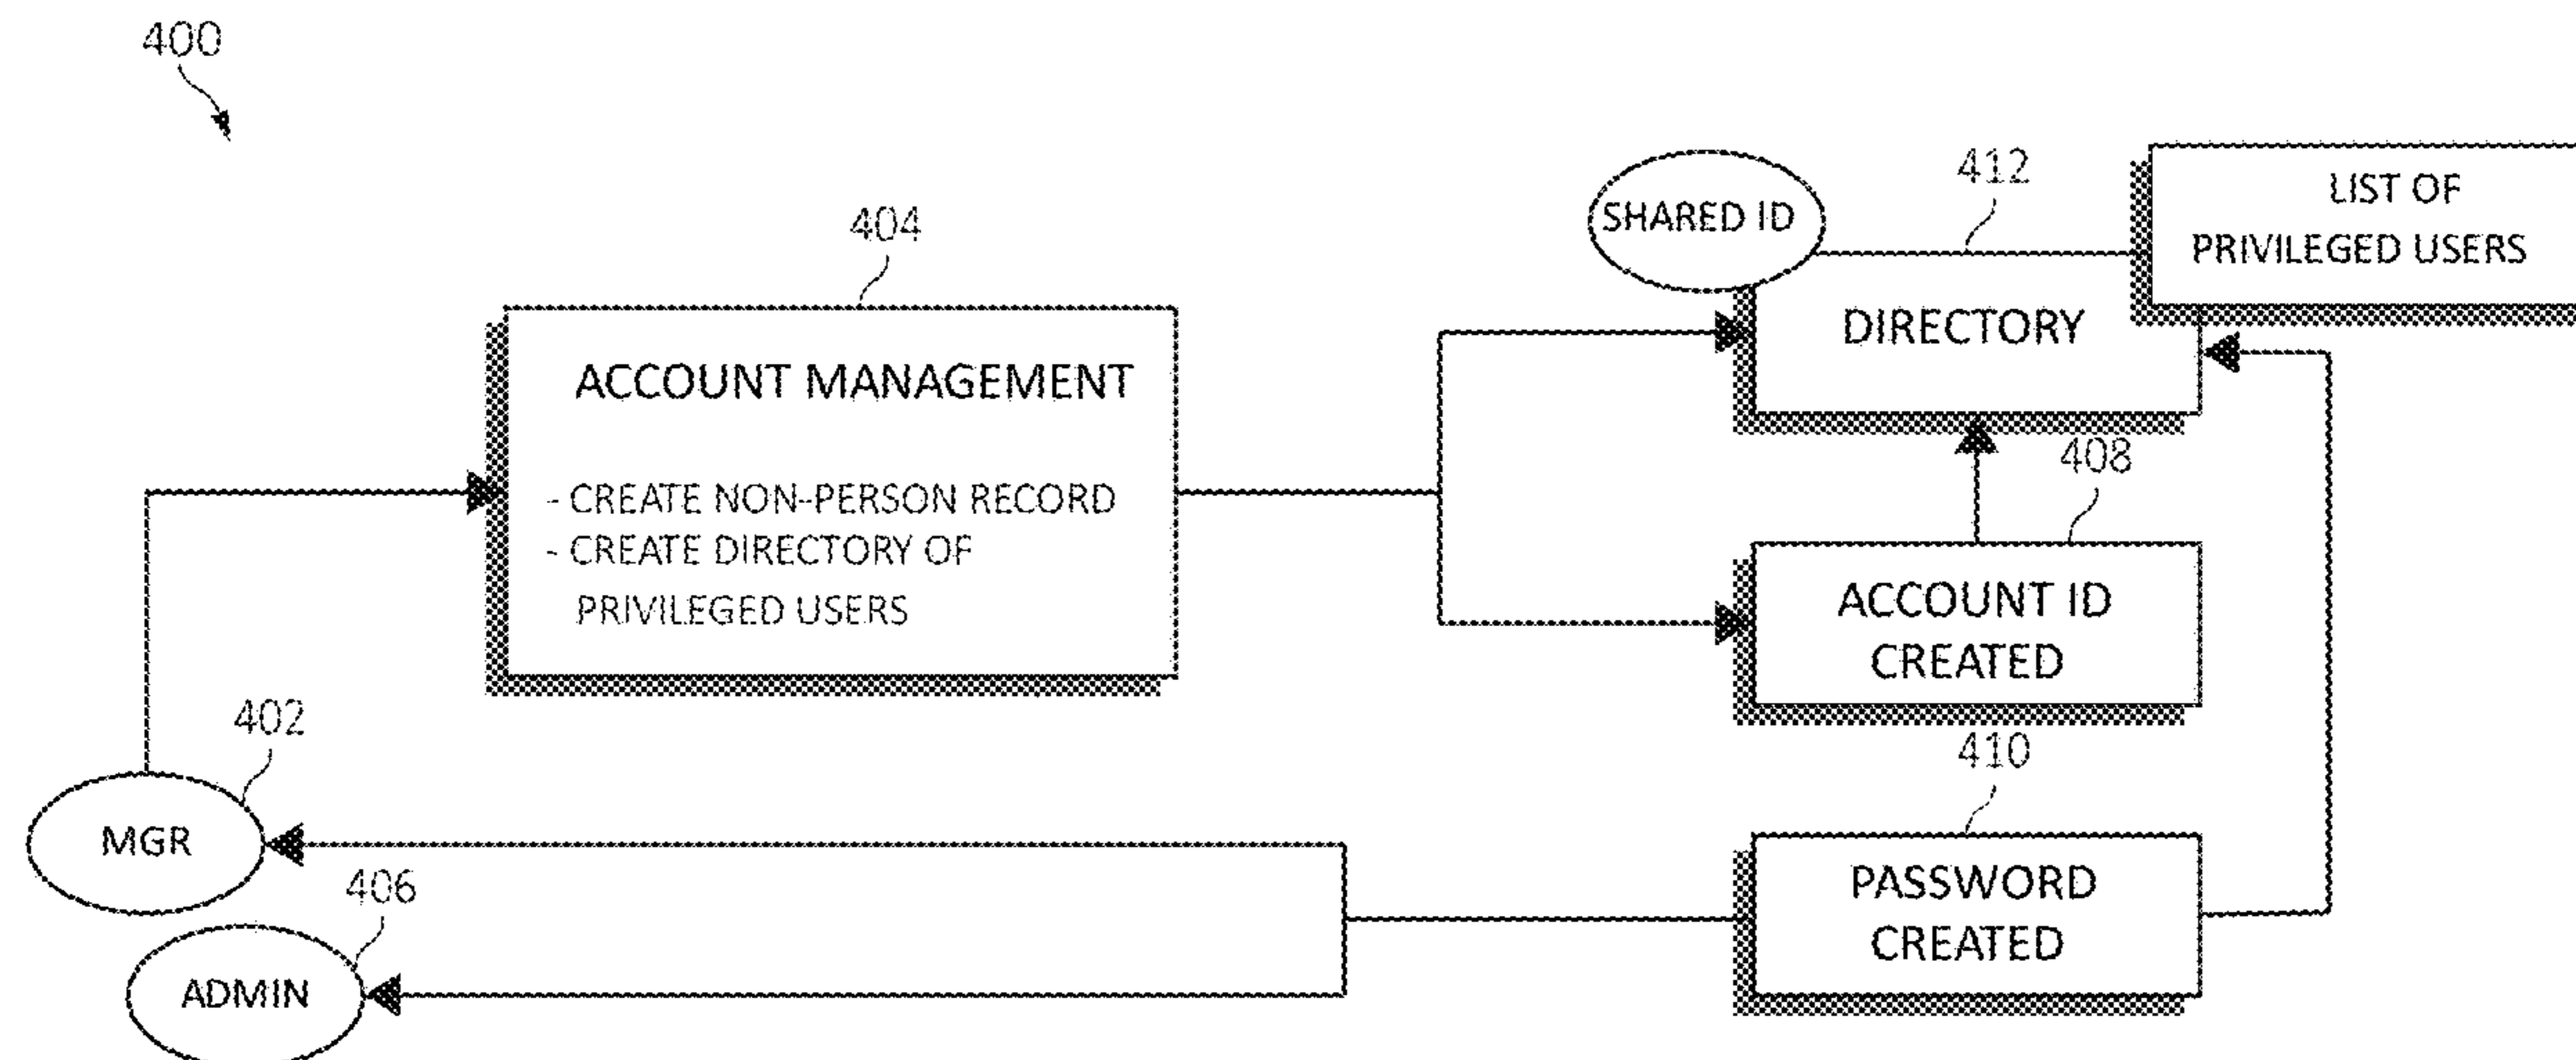 400
412
LIST OF
PRIVILEGED USERS
SHARED ID
404
DIRECTORY
ACCOUNT MANAGEMENT
408
- CREATE NON-PERSON RECORD
- CREATE DIRECTORY OF
PRIVILEGED USERS
ACCOUNT ID
CREATED
402
410
MGR
406
PASSWORD
CREATED
ADMIN